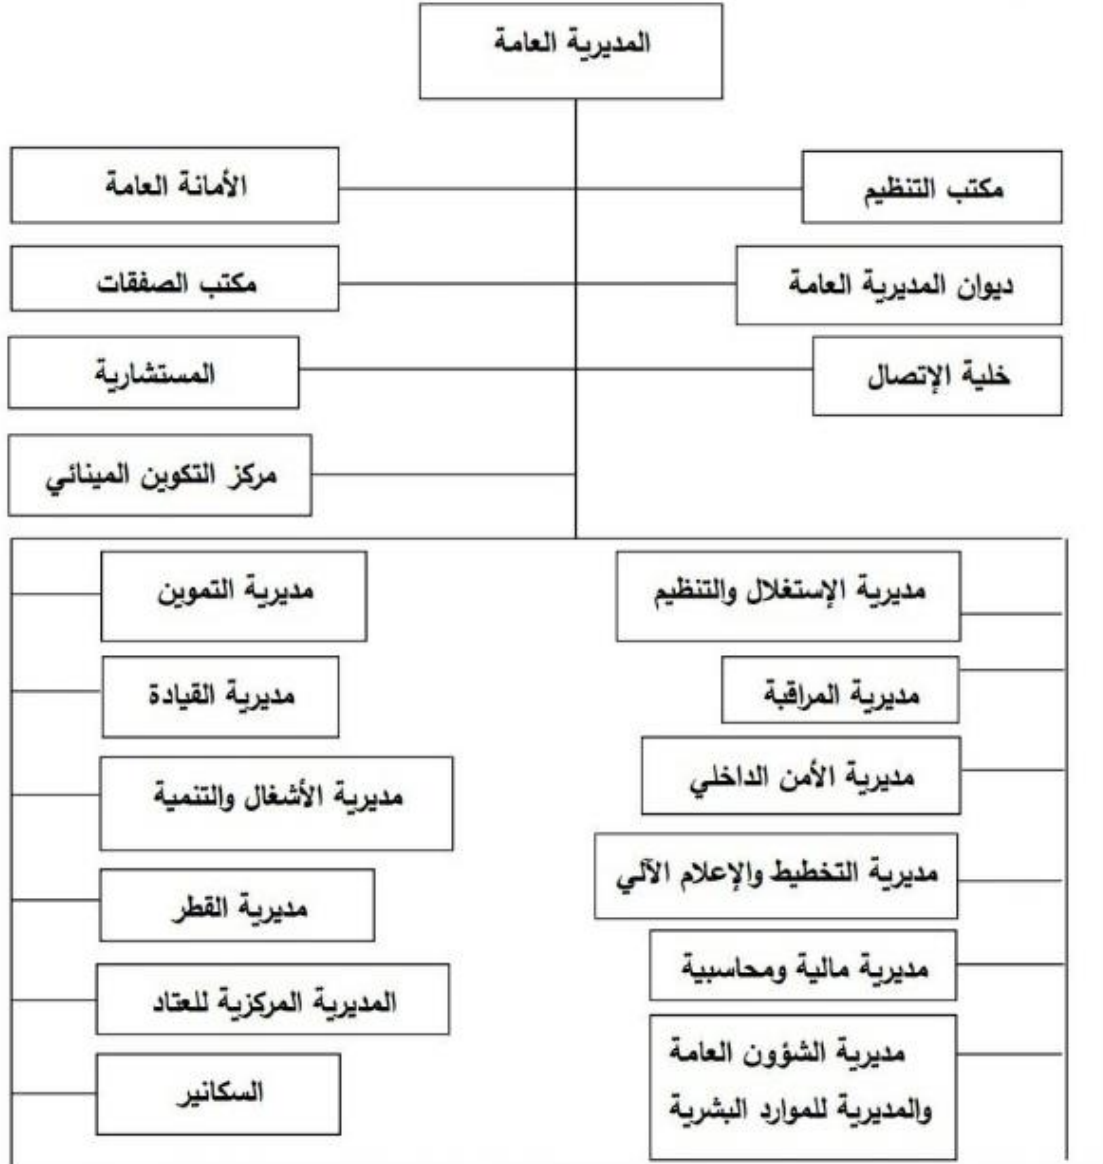 المديرية العامة
مكتب التنظيم
الأمانة العامة
ديوان المديرية العامة
مكتب الصفقات
خلية الإتصال
المستشارية
مركز التكوين المينائي
مديرية الإستغلال والتنظيم
مديرية التموين
مديرية المراقبة
مديرية القيادة
مديرية الأمن الداخلي
مديرية الأشغال والتنمية
مديرية التخطيط والإعلام الآلي
مديرية القطر
مديرية مالية ومحاسبية
المديرية المركزية للعتاد
مديرية الشؤون العامة
والمديرية للموارد البشرية
السكانير